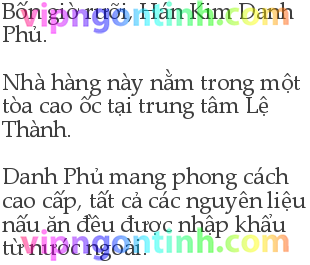 Bốn giờ rưỡi, Hán Kim Danh
Phủ.
Nhà hàng này nằm trong một
tòa cao ốc tại trung tâm Lệ
Thành.
Danh Phủ mang phong cách
cao cấp, tất cả các nguyên liệu
nấu ăn đều được nhập khẩu
từ nước ngoài.
vipngontinh.com
vipngontinh.com